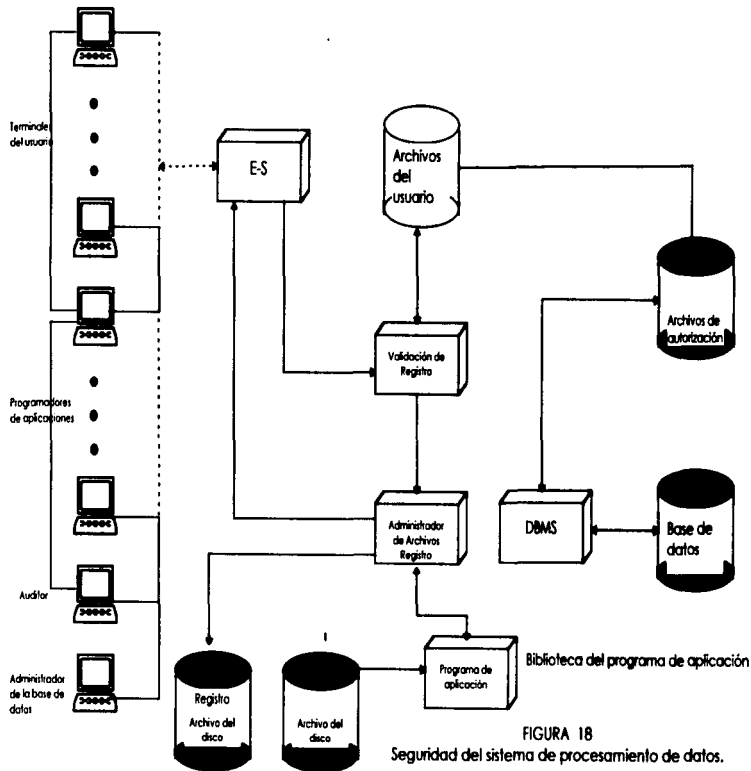 Terminales
del usuario
E-S
Archivos
del
usuario
Archivos de
autorización
Validación de
Registro
Programadores
de aplicaciones
Administrador
de Archivos
Registro
DBMS
Base de
datos
Auditor
Administrador
de la base de
datos
Registro
Archivo del
disco
Archivo del
disco
Programa de
aplicación
Biblioteca del programa de aplicación
FIGURA 18
Seguridad del sistema de procesamiento de datos.